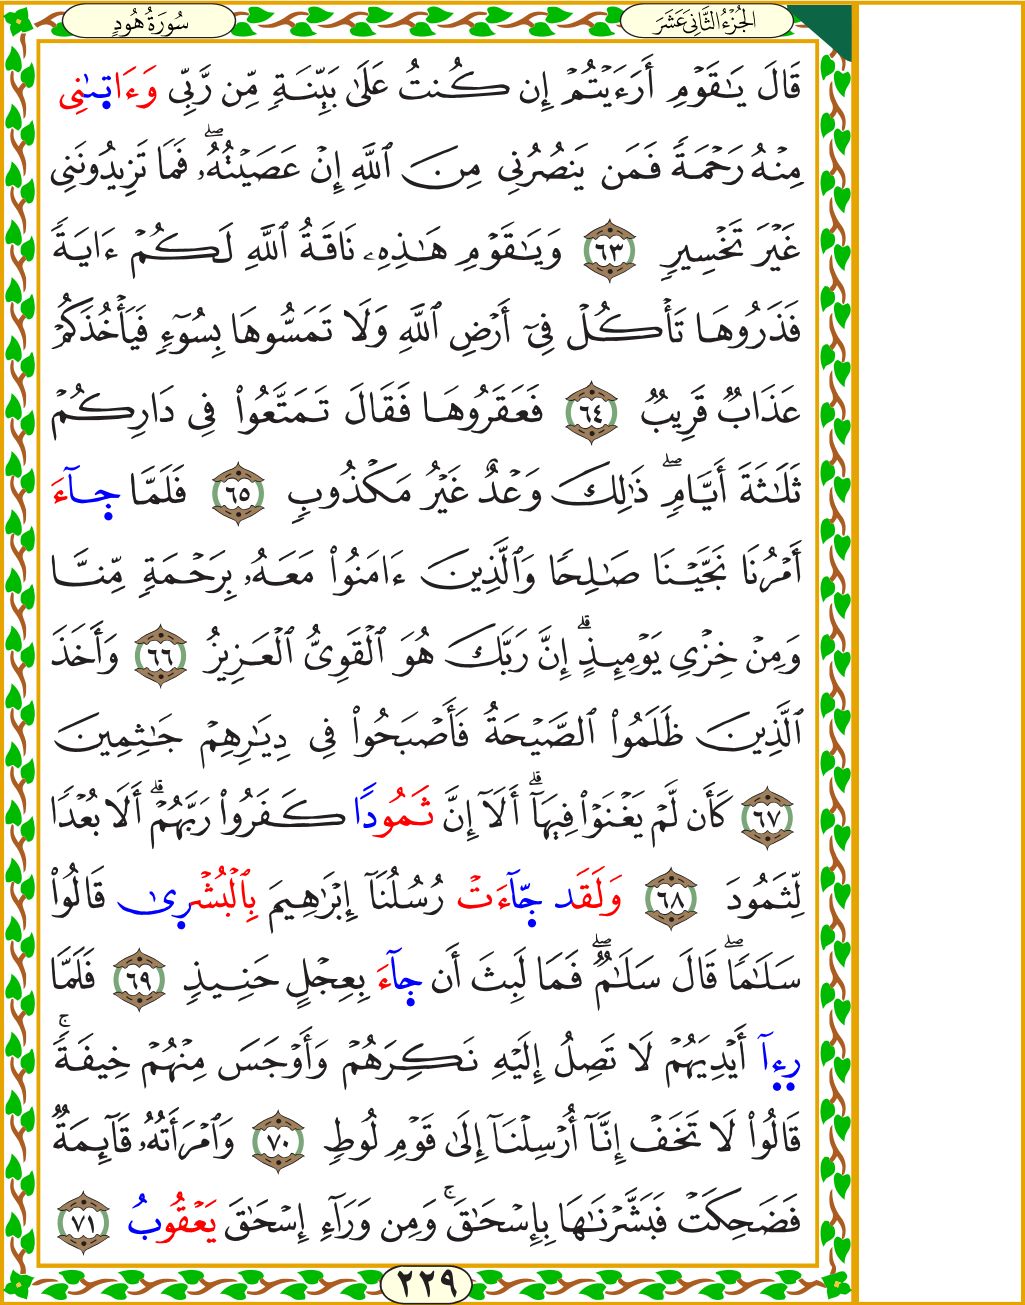 سُورَةُ هُودٍ
الجُزْءُ الثَّانِي عَشَرَ
قَالَ يَٰقَوْمِ أَرَءَيْتُمْ إِن كُنتُ عَلَىٰ بَيِّنَةٍ مِّن رَّبِّى وَءَاتٜىٰنِى
مِنْهُ رَحْمَةً فَمَن يَنصُرُنِى مِنَ ٱللَّهِ إِنْ عَصَيْتُهُۥۖ فَمَا تَزِيدُونَنِى
غَيْرَ تَخْسِيرٍ ٦٣ وَيَٰقَوْمِ هَٰذِهِۦ نَاقَةُ ٱللَّهِ لَكُمْ ءَايَةً
فَذَرُوهَا تَأْكُلْ فِىٓ أَرْضِ ٱللَّهِ وَلَا تَمَسُّوهَا بِسُوٓءٍ فَيَأْخُذَكُمْ
عَذَابٌ قَرِيبٌ ٦٤ فَعَقَرُوهَا فَقَالَ تَمَتَّعُوا۟ فِى دَارِكُمْ
ثَلَٰثَةَ أَيَّامٍۖ ذَٰلِكَ وَعْدٌ غَيْرُ مَكْذُوبٍ ٦٥ فَلَمَّا جٜآءَ
أَمْرُنَا نَجَّيْنَا صَٰلِحًا وَٱلَّذِينَ ءَامَنُوا۟ مَعَهُۥ بِرَحْمَةٍ مِّنَّا
وَمِنْ خِزْىِ يَوْمِئِذٍۗ إِنَّ رَبَّكَ هُوَ ٱلْقَوِىُّ ٱلْعَزِيزُ ٦٦ وَأَخَذَ
ٱلَّذِينَ ظَلَمُوا۟ ٱلصَّيْحَةُ فَأَصْبَحُوا۟ فِى دِيَٰرِهِمْ جَٰثِمِينَ
٦٧ كَأَن لَّمْ يَغْنَوْا۟ فِيهَآۗ أَلَآ إِنَّ ثَمُودًا كَفَرُوا۟ رَبَّهُمْۗ أَلَا بُعْدًا
لِّثَمُودَ ٦٨ وَلَقَد جّٜآءَتْ رُسُلُنَآ إِبْرَٰهِيمَ بِٱلْبُشْرٜىٰ قَالُوا۟
سَلَٰمًاۖ قَالَ سَلَٰمٌۖ فَمَا لَبِثَ أَن جٜآءَ بِعِجْلٍ حَنِيذٍ ٦٩ فَلَمَّا
رٜءٜآ أَيْدِيَهُمْ لَا تَصِلُ إِلَيْهِ نَكِرَهُمْ وَأَوْجَسَ مِنْهُمْ خِيفَةًۚ
قَالُوا۟ لَا تَخَفْ إِنَّآ أُرْسِلْنَآ إِلَىٰ قَوْمِ لُوطٍ ٧٠ وَٱمْرَأَتُهُۥ قَآئِمَةٌ
فَضَحِكَتْ فَبَشَّرْنَٰهَا بِإِسْحَٰقَۚ وَمِن وَرَآءِ إِسْحَٰقَ يَعْقُوبُ ٧١
٢٢٩